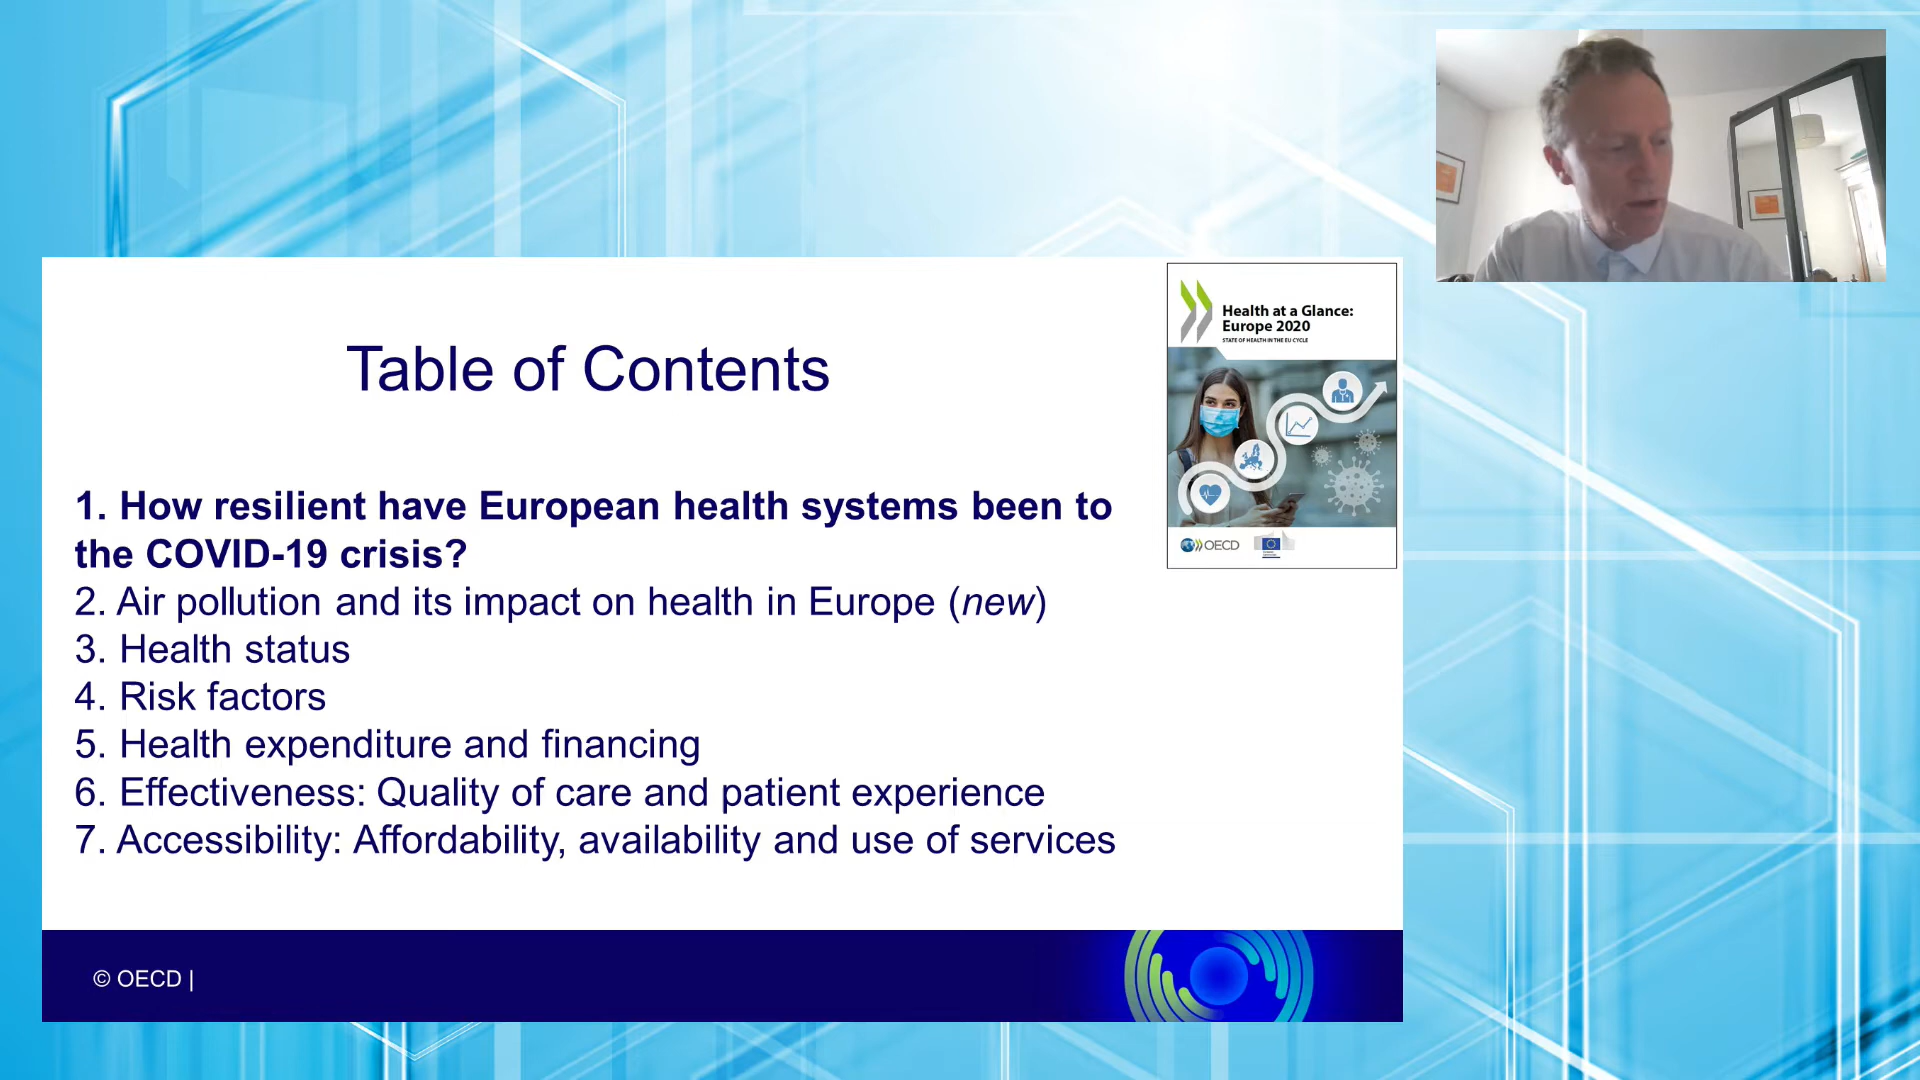 Table of Contents
1. How resilient have European health systems been to
the COVID-19 crisis?
2. Air pollution and its impact on health in Europe (new)
3. Health status
4. Risk factors
5. Health expenditure and financing
6. Effectiveness: Quality of care and patient experience
7. Accessibility: Affordability, availability and use of services
Health at a Glance:
Europe 2020
STATE OF HEALTH IN THE EU CYCLE
OECD
© OECD |